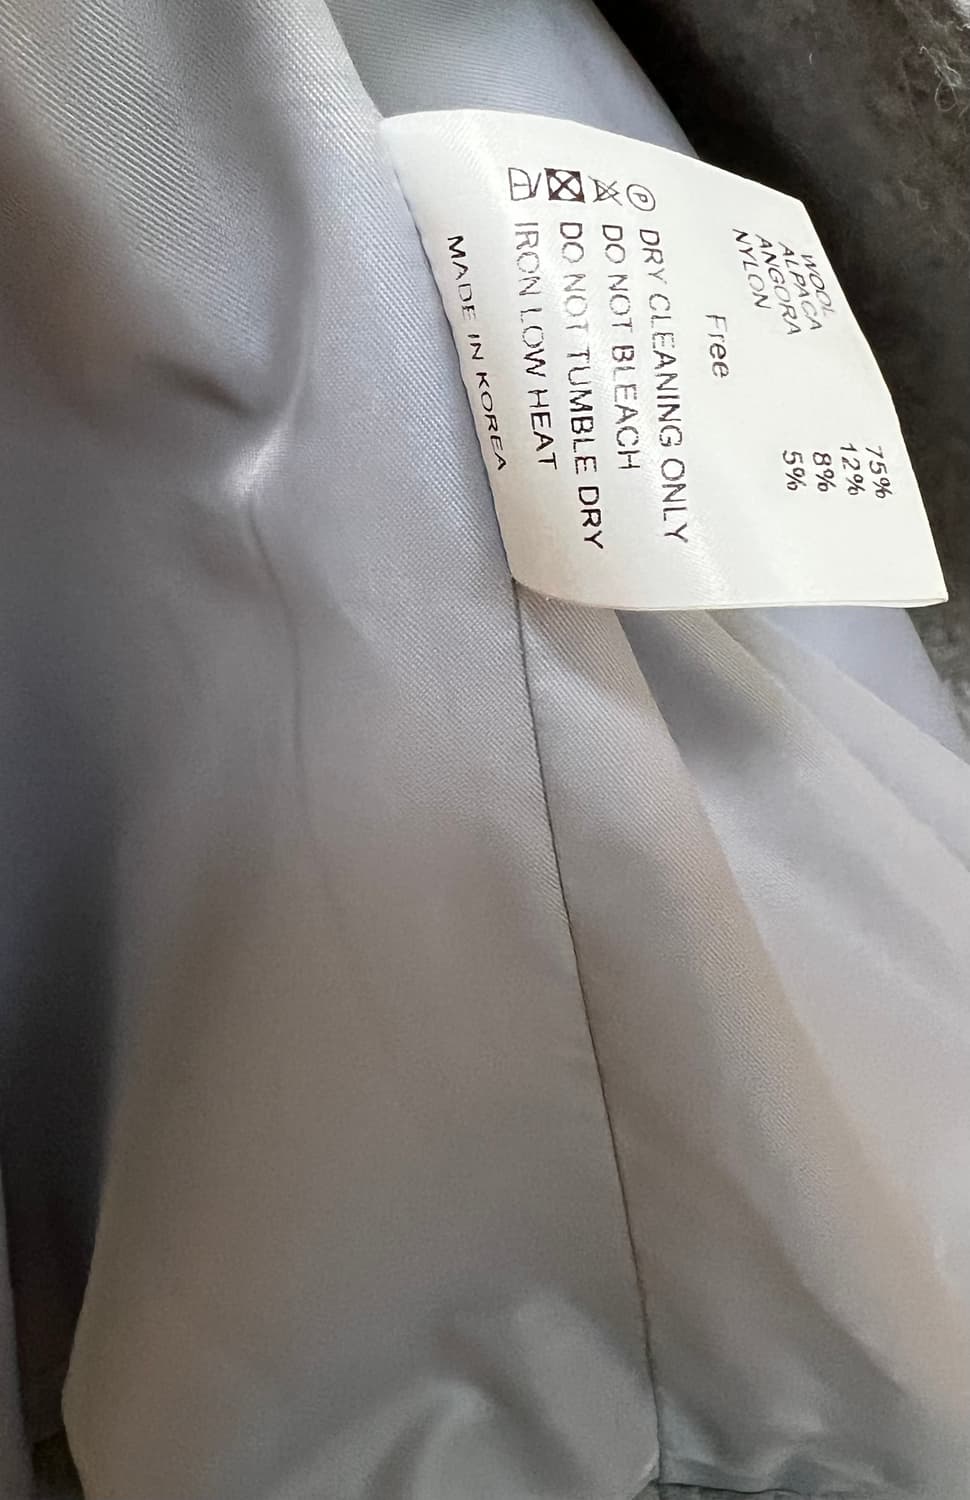 WOOL 75%
ALPACA 12%
ANGORA 8%
NYLON 5%
Free
P DRY CLEANING ONLY
DO NOT BLEACH
DO NOT TUMBLE DRY
IRON LOW HEAT
MADE IN KOREA